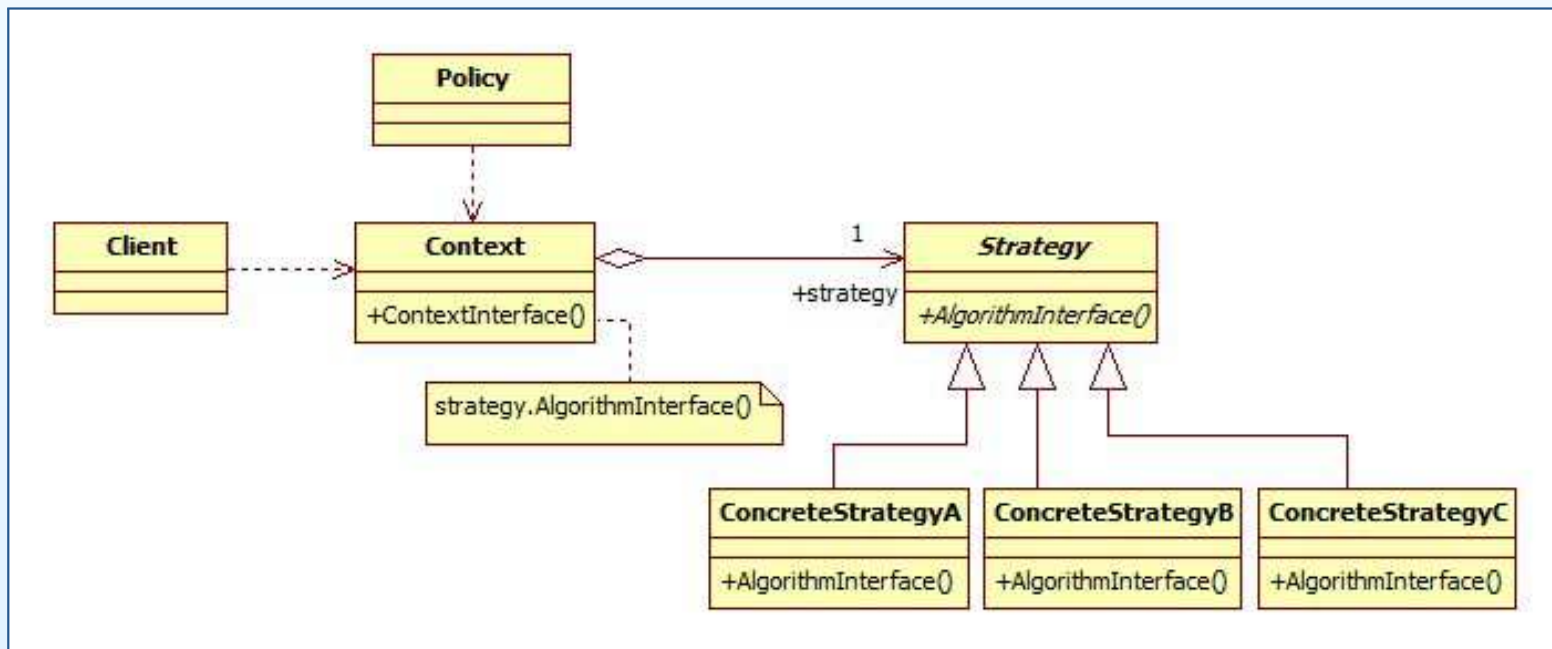 Policy
Client
Context
+ContextInterface()
1
+strategy
Strategy
+AlgorithmInterface()
strategy.AlgorithmInterface()
ConcreteStrategyA
+AlgorithmInterface()
ConcreteStrategyB
+AlgorithmInterface()
ConcreteStrategyC
+AlgorithmInterface()